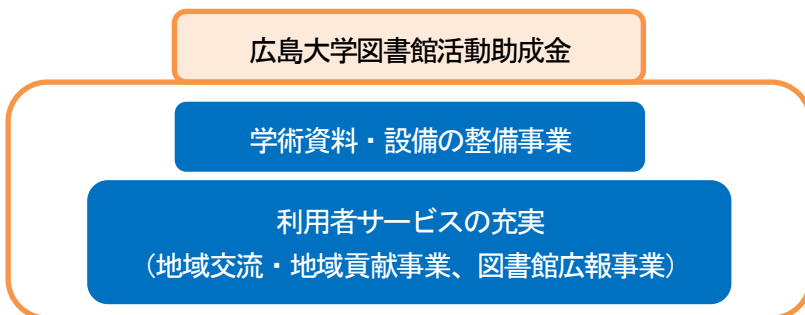 広島大学図書館活動助成金
学術資料・設備の整備事業
利用者サービスの充実
（地域交流・地域貢献事業、図書館広報事業）